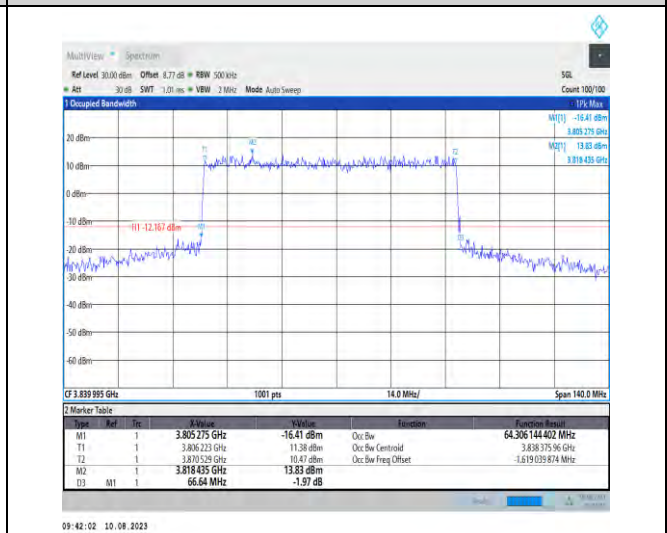 MultiView Spectrum
Ref Level 30.00 dBm Offset 8.77 dB RBW 500 kHz SGL
Att 30 dB SWT 1.01 ms VBW 2 MHz Mode Auto Sweep Count 100/100
1 Occupied Bandwidth 1Pk Max
M1[1] -16.41 dBm
3.805 275 GHz
M2[1] 13.83 dBm
3.818 435 GHz
20 dBm
M2
T1
T2
10 dBm
0 dBm
-10 dBm
H1 -12.167 dBm
M1
D3
-20 dBm
-30 dBm
-40 dBm
-50 dBm
-60 dBm
CF 3.839 995 GHz 1001 pts 14.0 MHz/ Span 140.0 MHz
2 Marker Table
Type Ref Trc X-Value Y-Value Function Function Result
M1 1 3.805 275 GHz -16.41 dBm Occ Bw 64.306 144 402 MHz
T1 1 3.806 223 GHz 11.38 dBm Occ Bw Centroid 3.838 375 96 GHz
T2 1 3.870 529 GHz 10.47 dBm Occ Bw Freq Offset -1.619 039 874 MHz
M2 1 3.818 435 GHz 13.83 dBm
D3 M1 1 66.64 MHz -1.97 dB
09:42:02 10.08.2023